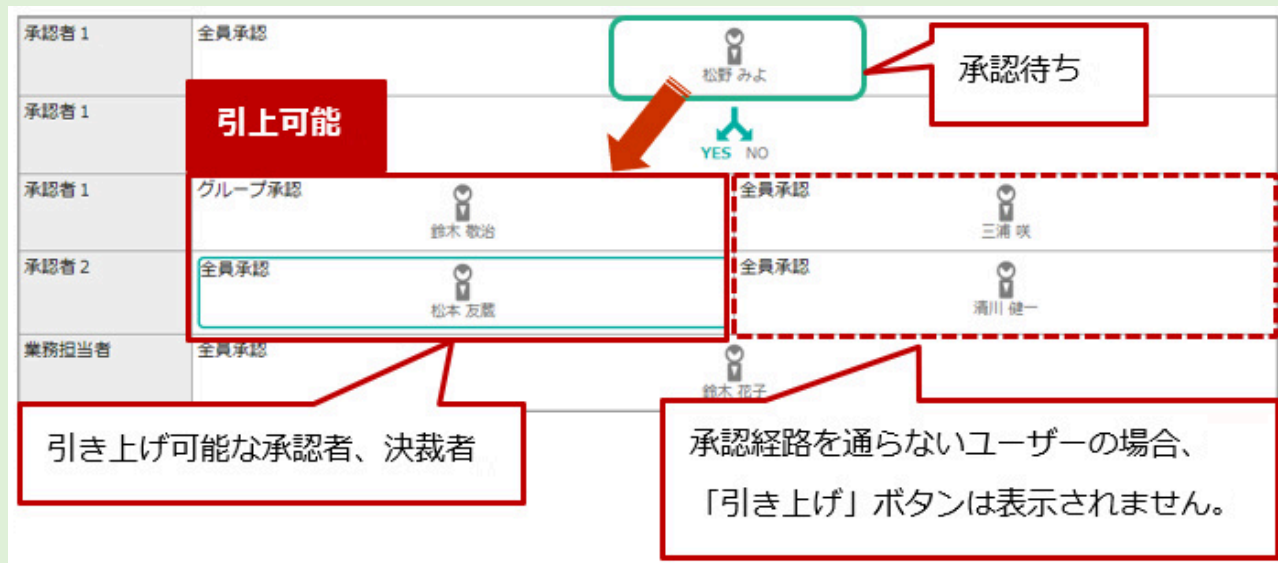 承認者1
全員承認
松野 みよ
承認待ち
承認者1
引上可能
YES NO
承認者1
グループ承認
鈴木 敬治
全員承認
三浦 咲
承認者2
全員承認
松本 友蔵
全員承認
清川 健一
業務担当者
全員承認
鈴木 花子
引き上げ可能な承認者、決裁者
承認経路を通らないユーザーの場合、
「引き上げ」ボタンは表示されません。